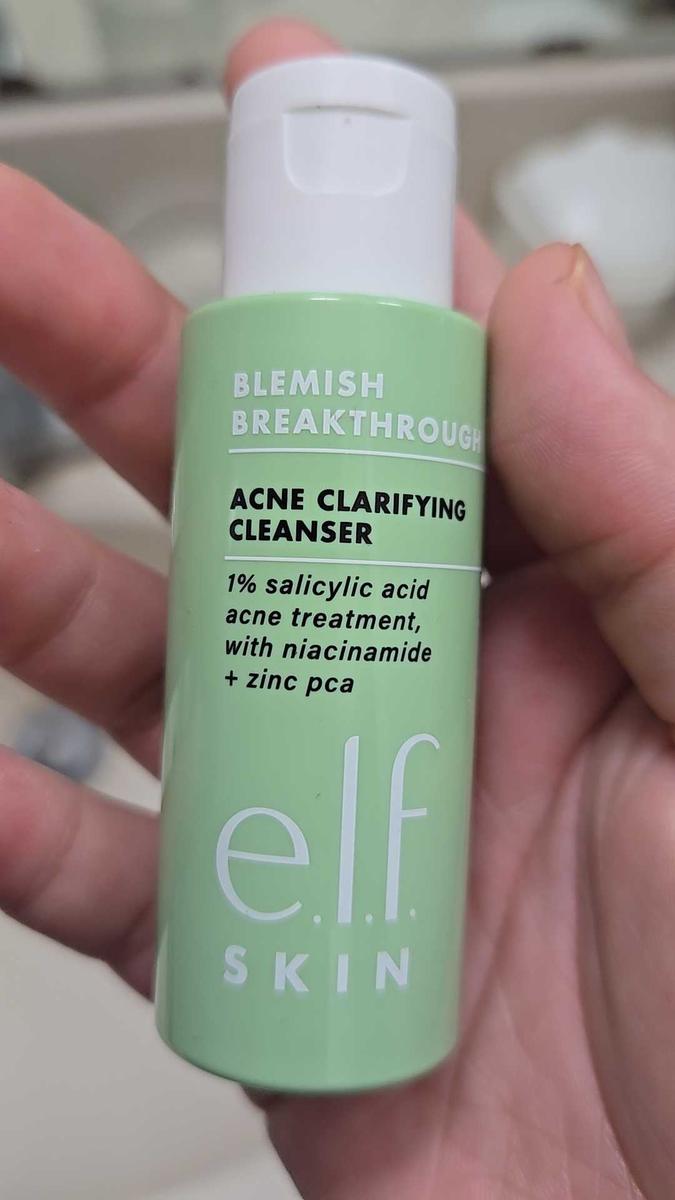 BLEMISH
BREAKTHROUGH
ACNE CLARIFYING
CLEANSER
1% salicylic acid
acne treatment,
with niacinamide
+ zinc pca
e.l.f.
SKIN